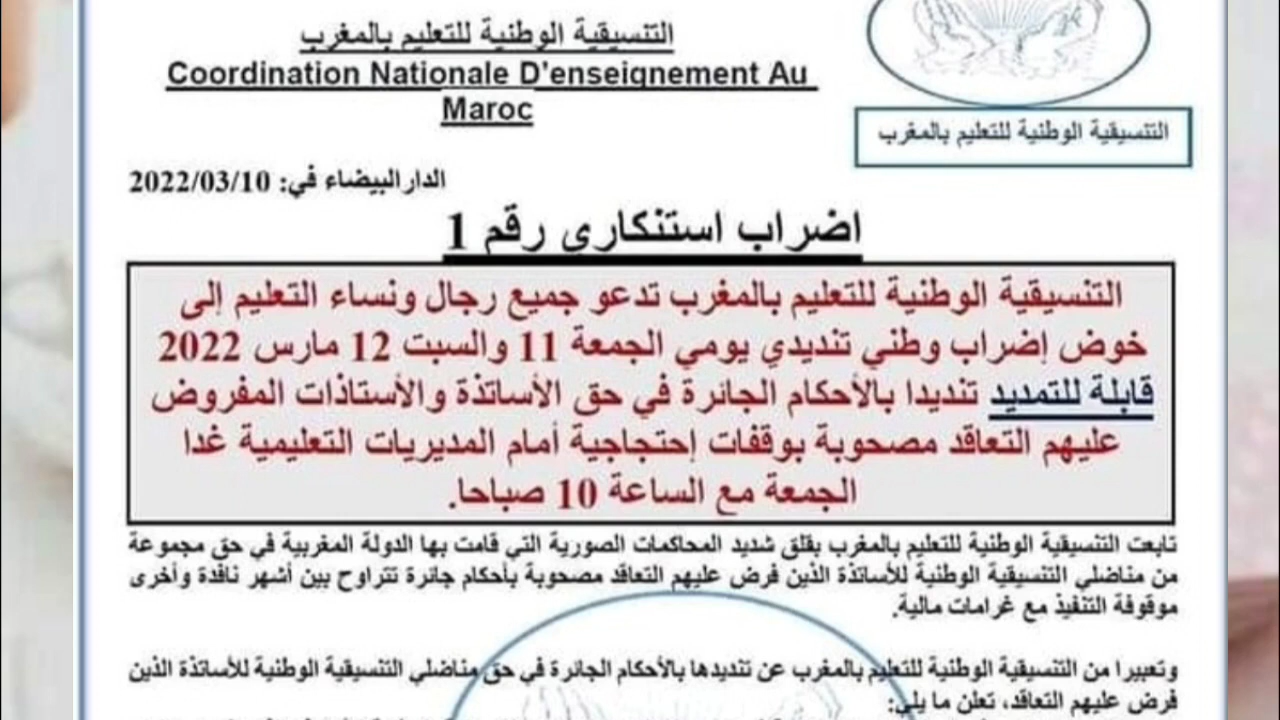 التنسيقية الوطنية للتعليم بالمغرب
Coordination Nationale D'enseignement Au
Maroc
التنسيقية الوطنية للتعليم بالمغرب
الدار البيضاء في: 2022/03/10
اضراب استنكاري رقم 1
التنسيقية الوطنية للتعليم بالمغرب تدعو جميع رجال ونساء التعليم إلى
خوض إضراب وطني تنديدي يومي الجمعة 11 والسبت 12 مارس 2022
قابلة للتمديد تنديدا بالأحكام الجائرة في حق الأساتذة والأستاذات المفروض
عليهم التعاقد مصحوبة بوقفات إحتجاجية أمام المديريات التعليمية غدا
الجمعة مع الساعة 10 صباحا.
تابعت التنسيقية الوطنية للتعليم بالمغرب بقلق شديد المحاكمات الصورية التي قامت بها الدولة المغربية في حق مجموعة
من مناضلي التنسيقية الوطنية للأساتذة الذين فرض عليهم التعاقد مصحوبة بأحكام جائرة تتراوح بين أشهر نافدة وأخرى
موقوفة التنفيذ مع غرامات مالية.
وتعبيرا من التنسيقية الوطنية للتعليم بالمغرب عن تنديدها بالأحكام الجائرة في حق مناضلي التنسيقية الوطنية للأساتذة الذين
فرض عليهم التعاقد، تعلن ما يلي: